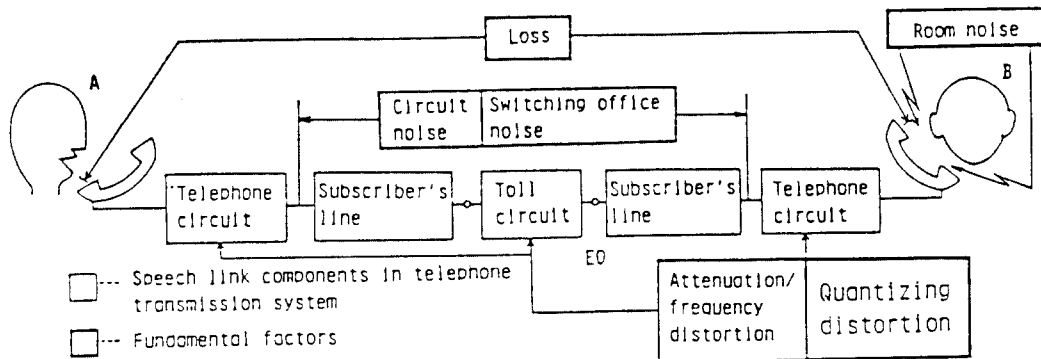 Loss
Room noise
A
B
Circuit noise
Switching office noise
Telephone circuit
Subscriber's line
Toll circuit
Subscriber's line
Telephone circuit
EO
Speech link components in telephone transmission system
Attenuation/ frequency distortion
Quantizing distortion
Fundamental factors